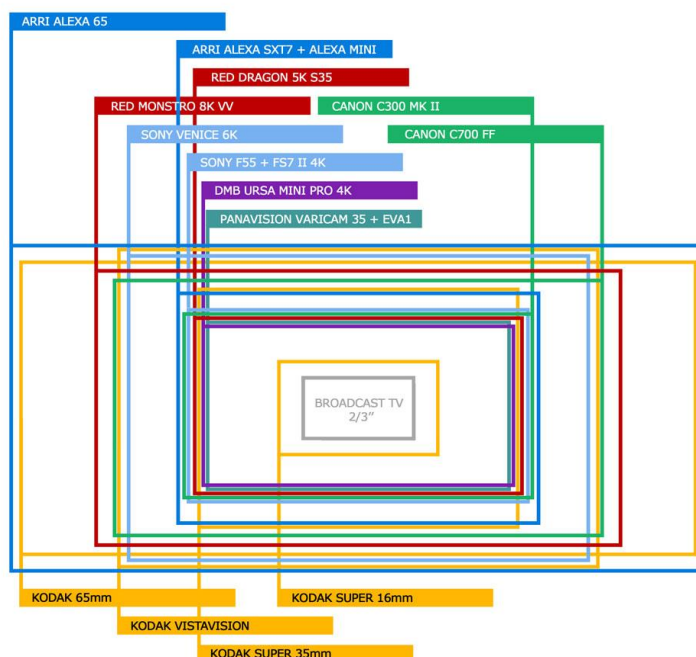 ARRI ALEXA 65
ARRI ALEXA SXT7 + ALEXA MINI
RED DRAGON 5K S35
RED MONSTRO 8K VV
CANON C300 MK II
SONY VENICE 6K
CANON C700 FF
SONY F55 + FS7 II 4K
DMB URSA MINI PRO 4K
PANAVISION VARICAM 35 + EVA1
BROADCAST TV
2/3”
KODAK 65mm
KODAK SUPER 16mm
KODAK VISTAVISION
KODAK SUPER 35mm